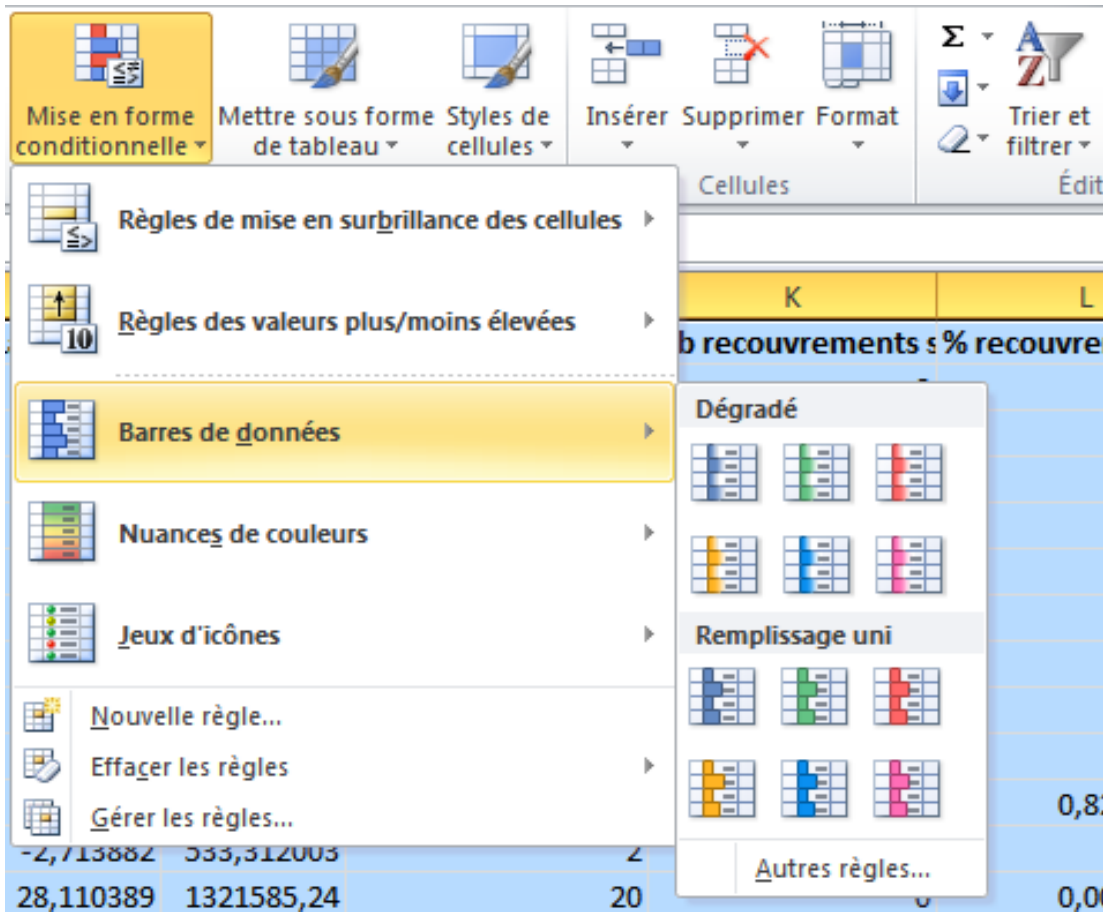 Mise en forme conditionnelle
Mettre sous forme de tableau
Styles de cellules
Insérer
Supprimer
Format
Σ
A
Z
Trier et filtrer
Cellules
Édit
Règles de mise en surbrillance des cellules
10
Règles des valeurs plus/moins élevées
Barres de données
Nuances de couleurs
Jeux d'icônes
Nouvelle règle...
Effacer les règles
Gérer les règles...
K
L
b recouvrements s
% recouvre
Dégradé
Remplissage uni
Autres règles...
0,82
-2,713882 533,312003 2
28,110389 1321585,24 20 0 0,00